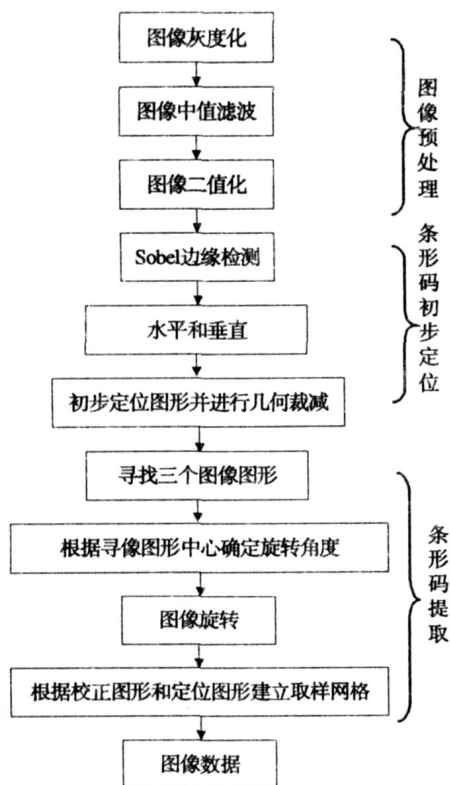 图像灰度化
图像中值滤波
图像二值化
图像预处理
Sobel边缘检测
水平和垂直
初步定位图形并进行几何裁减
条形码初步定位
寻找三个图像图形
根据寻像图形中心确定旋转角度
图像旋转
根据校正图形和定位图形建立取样网格
条形码提取
图像数据